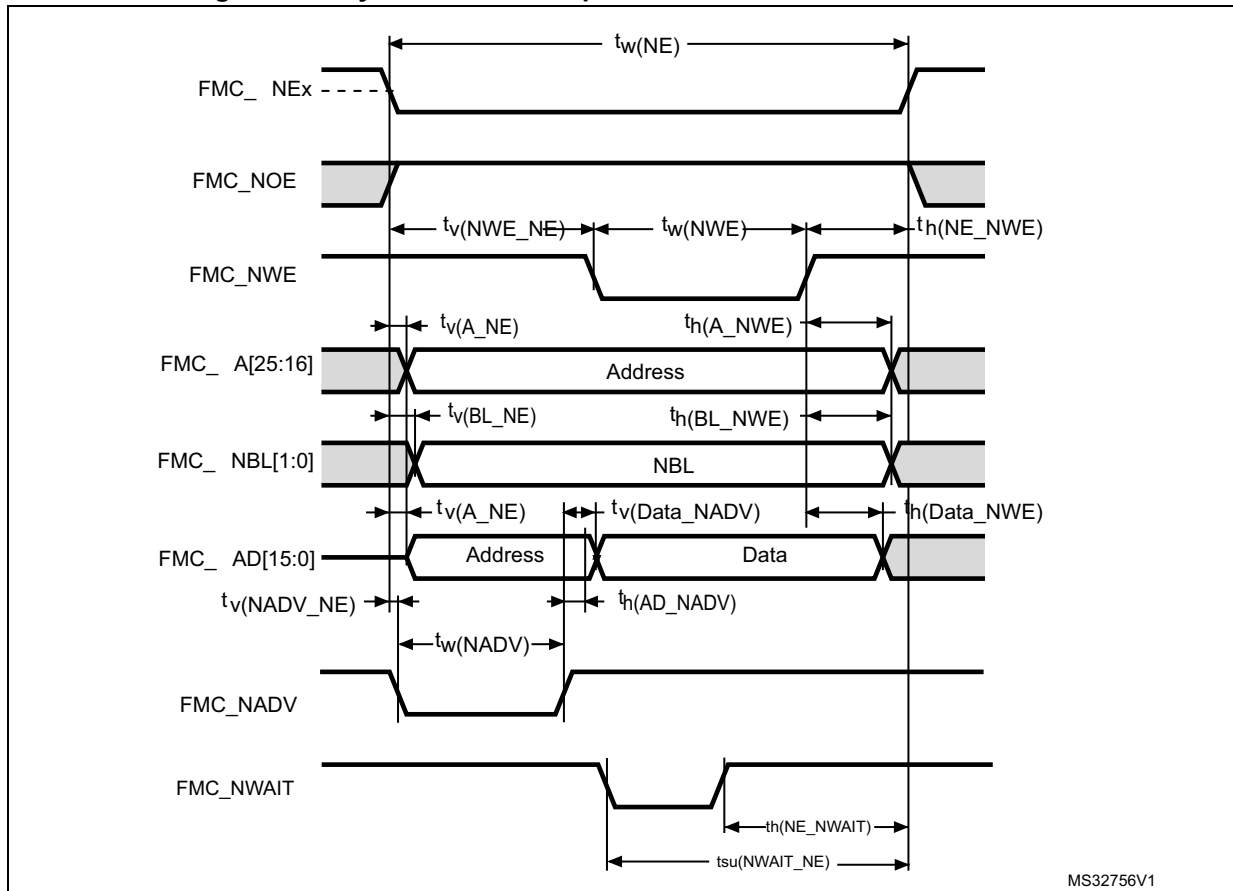 tw(NE)
FMC_ NEx
FMC_NOE
tv(NWE_NE)
tw(NWE)
th(NE_NWE)
FMC_NWE
tv(A_NE)
th(A_NWE)
FMC_ A[25:16]
Address
tv(BL_NE)
th(BL_NWE)
FMC_ NBL[1:0]
NBL
tv(A_NE)
tv(Data_NADV)
th(Data_NWE)
FMC_ AD[15:0]
Address
Data
tv(NADV_NE)
th(AD_NADV)
tw(NADV)
FMC_NADV
FMC_NWAIT
th(NE_NWAIT)
tsu(NWAIT_NE)
MS32756V1